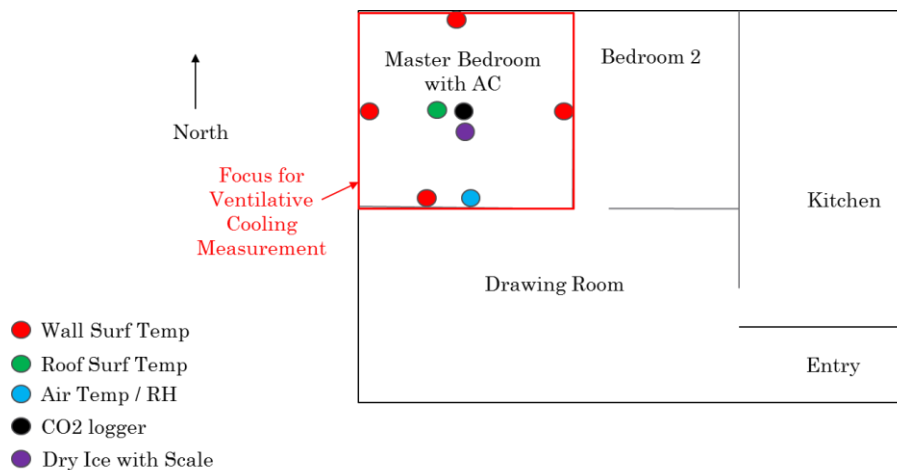 Master Bedroom
with AC
Bedroom 2
North
Focus for
Ventilative
Cooling
Measurement
Kitchen
Drawing Room
Entry
Wall Surf Temp
Roof Surf Temp
Air Temp / RH
CO2 logger
Dry Ice with Scale